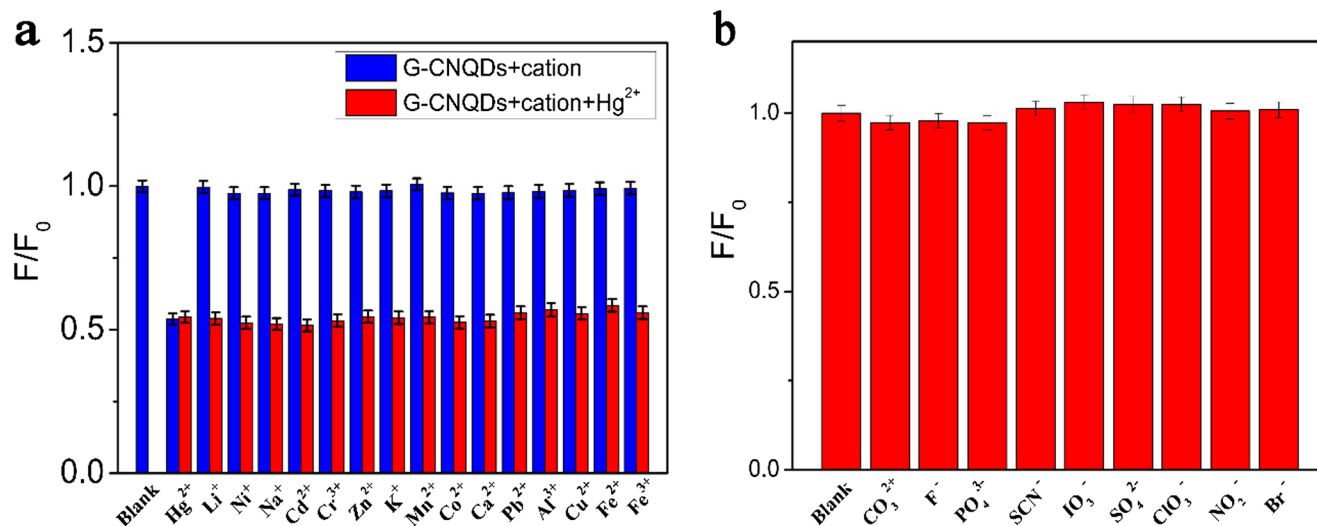 a
1.5
1.0
0.5
0.0
F/F₀
G-CNQDs+cation
G-CNQDs+cation+Hg²⁺
Blank
Hg²⁺
Li⁺
Ni⁺
Na⁺
Cd²⁺
Cr³⁺
Zn²⁺
K⁺
Mn²⁺
Co²⁺
Ca²⁺
Pb²⁺
Al³⁺
Cu²⁺
Fe²⁺
Fe³⁺
b
1.0
0.5
0.0
F/F₀
Blank
CO₃²⁺
F⁻
PO₄³⁻
SCN⁻
IO₃⁻
SO₄²⁻
ClO₃⁻
NO₂⁻
Br⁻